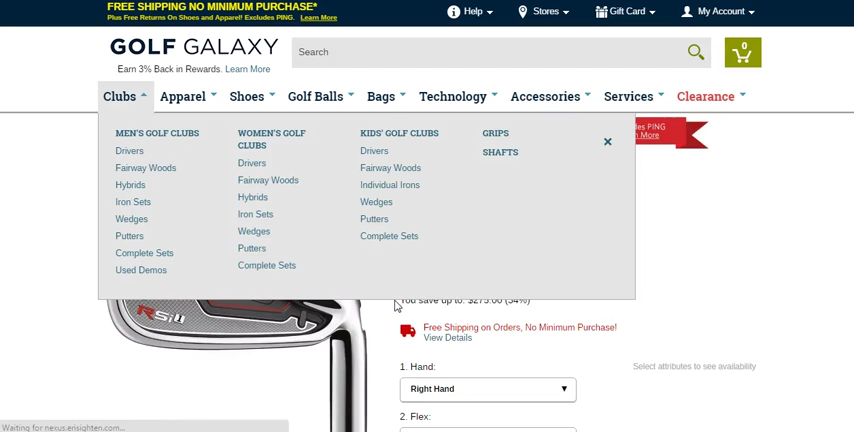 FREE SHIPPING NO MINIMUM PURCHASE*
Plus Free Returns On Shoes and Apparel! Excludes PING. Learn More
Help
Stores
Gift Card
My Account
GOLF GALAXY
Search
0
Earn 3% Back in Rewards. Learn More
Clubs
Apparel
Shoes
Golf Balls
Bags
Technology
Accessories
Services
Clearance
MEN'S GOLF CLUBS
Drivers
Fairway Woods
Hybrids
Iron Sets
Wedges
Putters
Complete Sets
Used Demos
WOMEN'S GOLF
CLUBS
Drivers
Fairway Woods
Hybrids
Iron Sets
Wedges
Putters
Complete Sets
KIDS' GOLF CLUBS
Drivers
Fairway Woods
Individual Irons
Wedges
Putters
Complete Sets
GRIPS
SHAFTS
PING
More
RSi1
You save up to: $275.00 (34%)
Free Shipping on Orders, No Minimum Purchase!
View Details
1. Hand:
Select attributes to see availability
Right Hand
2. Flex:
Waiting for nexus.ensighten.com...